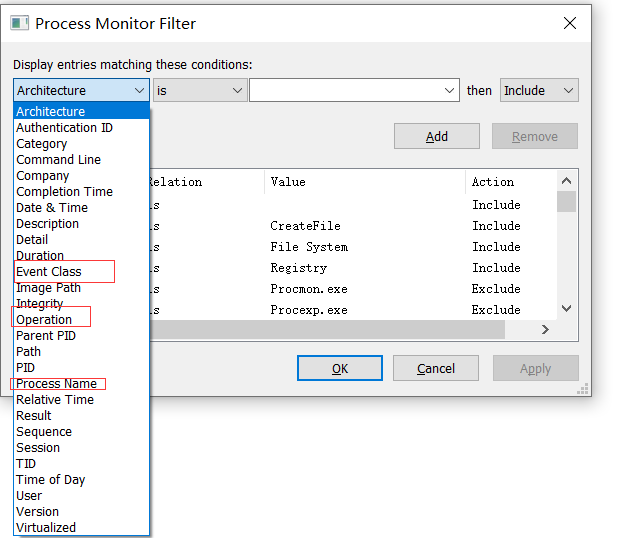 Process Monitor Filter
Display entries matching these conditions:
Architecture is then Include
Add Remove
Architecture
Authentication ID
Category
Command Line
Company
Completion Time
Date & Time
Description
Detail
Duration
Event Class
Image Path
Integrity
Operation
Parent PID
Path
PID
Process Name
Relative Time
Result
Sequence
Session
TID
Time of Day
User
Version
Virtualized
Relation Value Action
is Include
is CreateFile Include
is File System Include
is Registry Include
is Procmon.exe Exclude
is Procexp.exe Exclude
OK Cancel Apply